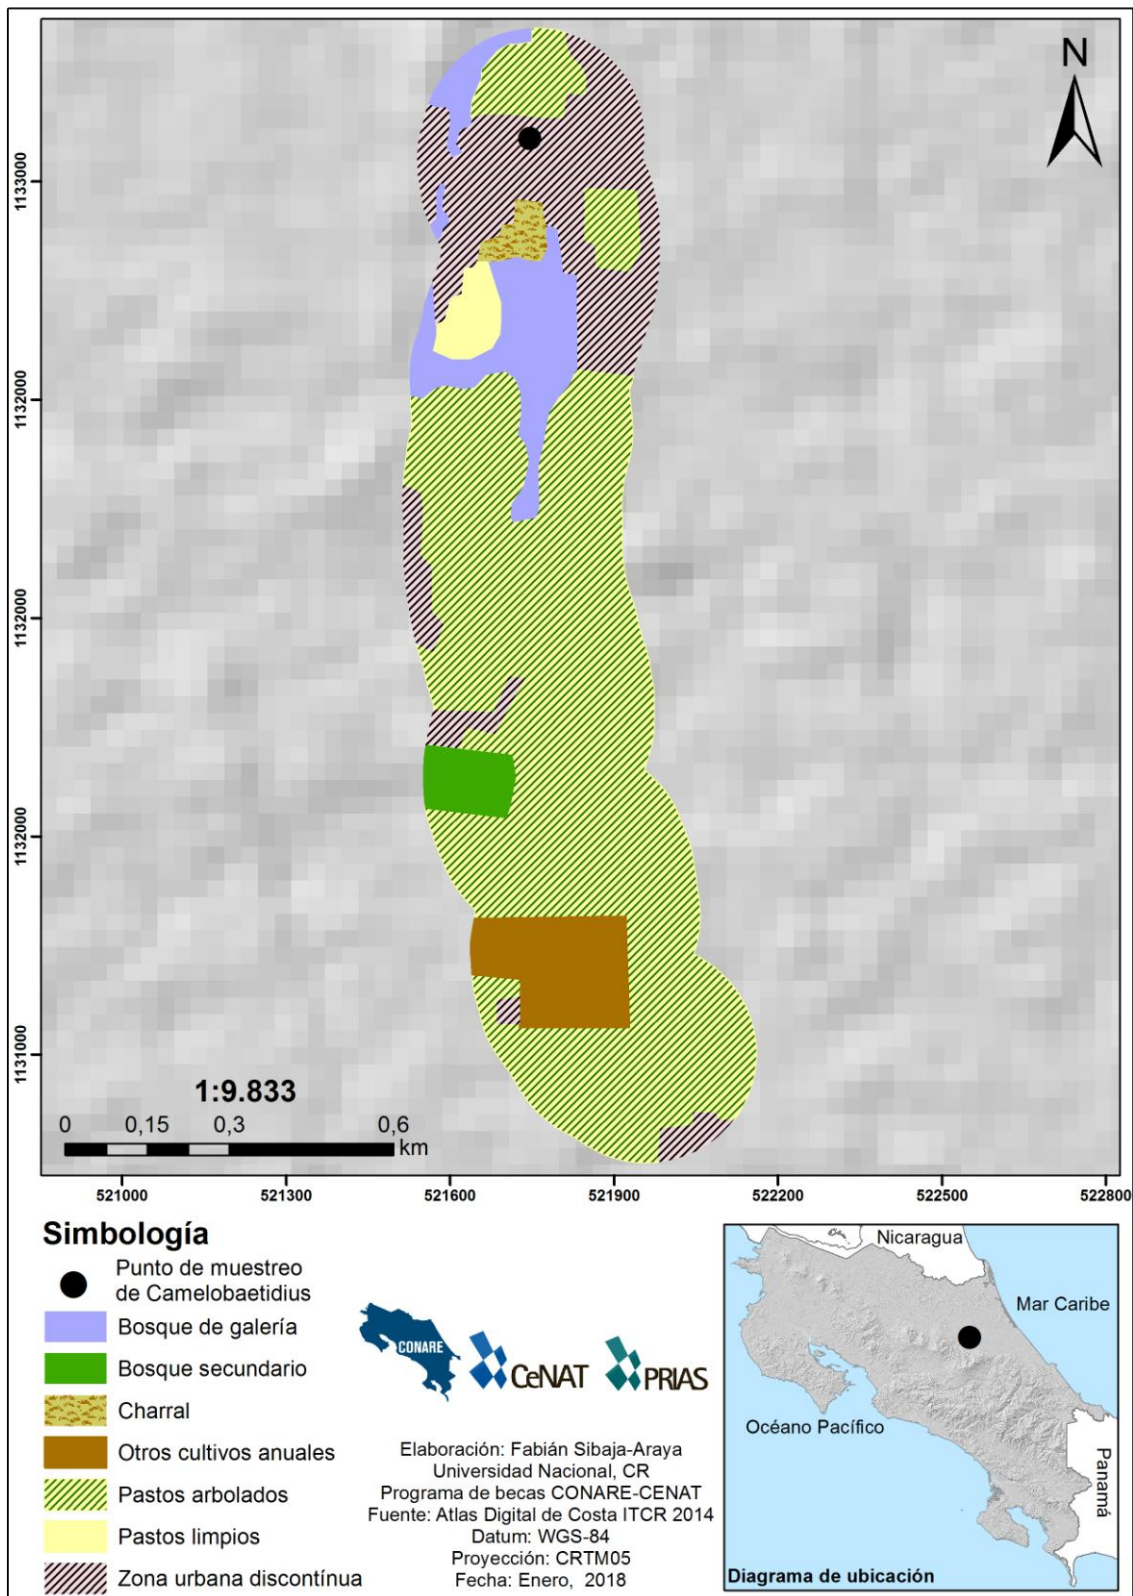 N
1133000
1132000
1132000
1132000
1131000
1:9.833
0 0,15 0,3 0,6
km
521000 521300 521600 521900 522200 522500 522800
Simbología
Punto de muestreo
de Camelobaetidius
Bosque de galería
Bosque secundario
Charral
Otros cultivos anuales
Pastos arbolados
Pastos limpios
Zona urbana discontínua
CONARE
CeNAT
PRIAS
Elaboración: Fabián Sibaja-Araya
Universidad Nacional, CR
Programa de becas CONARE-CENAT
Fuente: Atlas Digital de Costa ITCR 2014
Datum: WGS-84
Proyección: CRTM05
Fecha: Enero, 2018
Nicaragua
Mar Caribe
Océano Pacífico
Panamá
Diagrama de ubicación